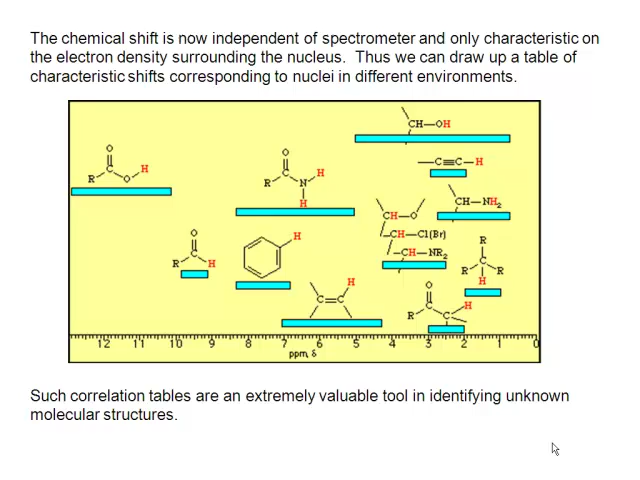 The chemical shift is now independent of spectrometer and only characteristic on
the electron density surrounding the nucleus.  Thus we can draw up a table of
characteristic shifts corresponding to nuclei in different environments.
CH—OH
O
R C O H
O
R C N H
H
—C≡C—H
CH—NH2
CH—O
CH—Cl(Br)
CH—NR2
O
R C H
H
R
R C R
H
C=C H
O
R C C H
12 11 10 9 8 7 6 5 4 3 2 1 0
ppm, δ
Such correlation tables are an extremely valuable tool in identifying unknown
molecular structures.